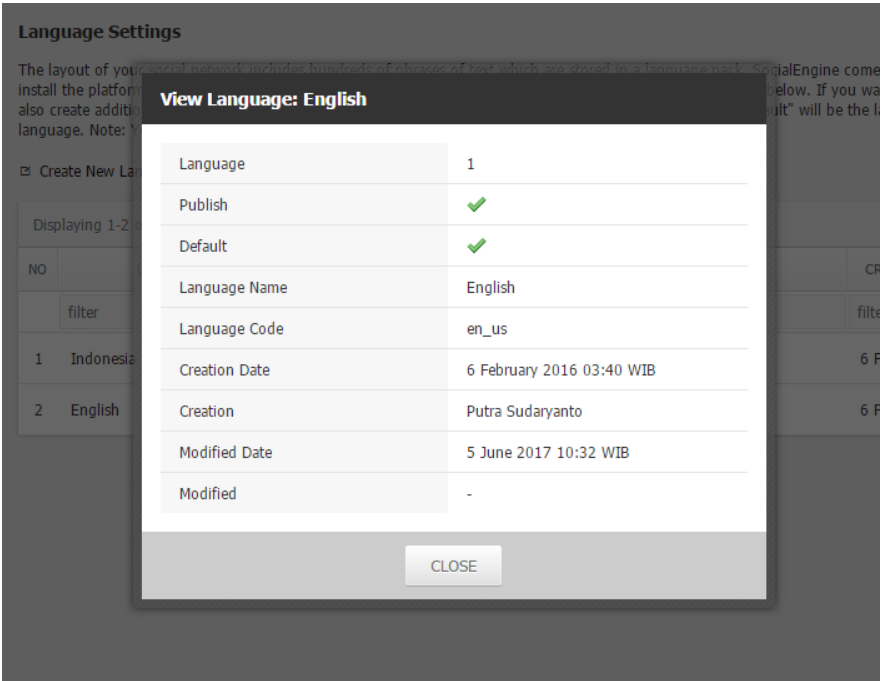 Language Settings
The layout of your social network includes hundreds of phrases of text which are stored in a language pack. SocialEngine come
install the platfor below. If you wa
also create additio ult" will be the la
language. Note:
Create New Lan
View Language: English
Language 1
Publish
Default
Language Name English
Language Code en_us
Creation Date 6 February 2016 03:40 WIB
Creation Putra Sudaryanto
Modified Date 5 June 2017 10:32 WIB
Modified -
CLOSE
Displaying 1-2
NO CR
filter filte
1 Indonesia 6 F
2 English 6 F